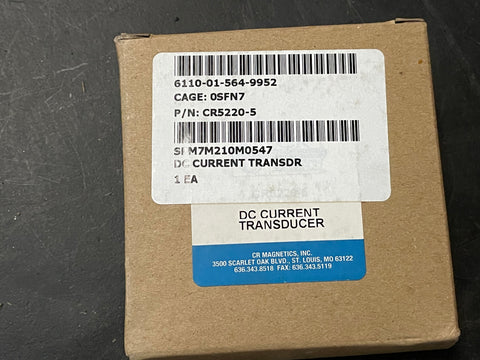 6110-01-564-9952
CAGE: 0SFN7
P/N: CR5220-5
SPM7M210M0547
DC CURRENT TRANSDR
1 EA
DC CURRENT
TRANSDUCER
CR MAGNETICS, INC.
3500 SCARLET OAK BLVD., ST. LOUIS, MO 63122
636.343.8518 FAX: 636.343.5119